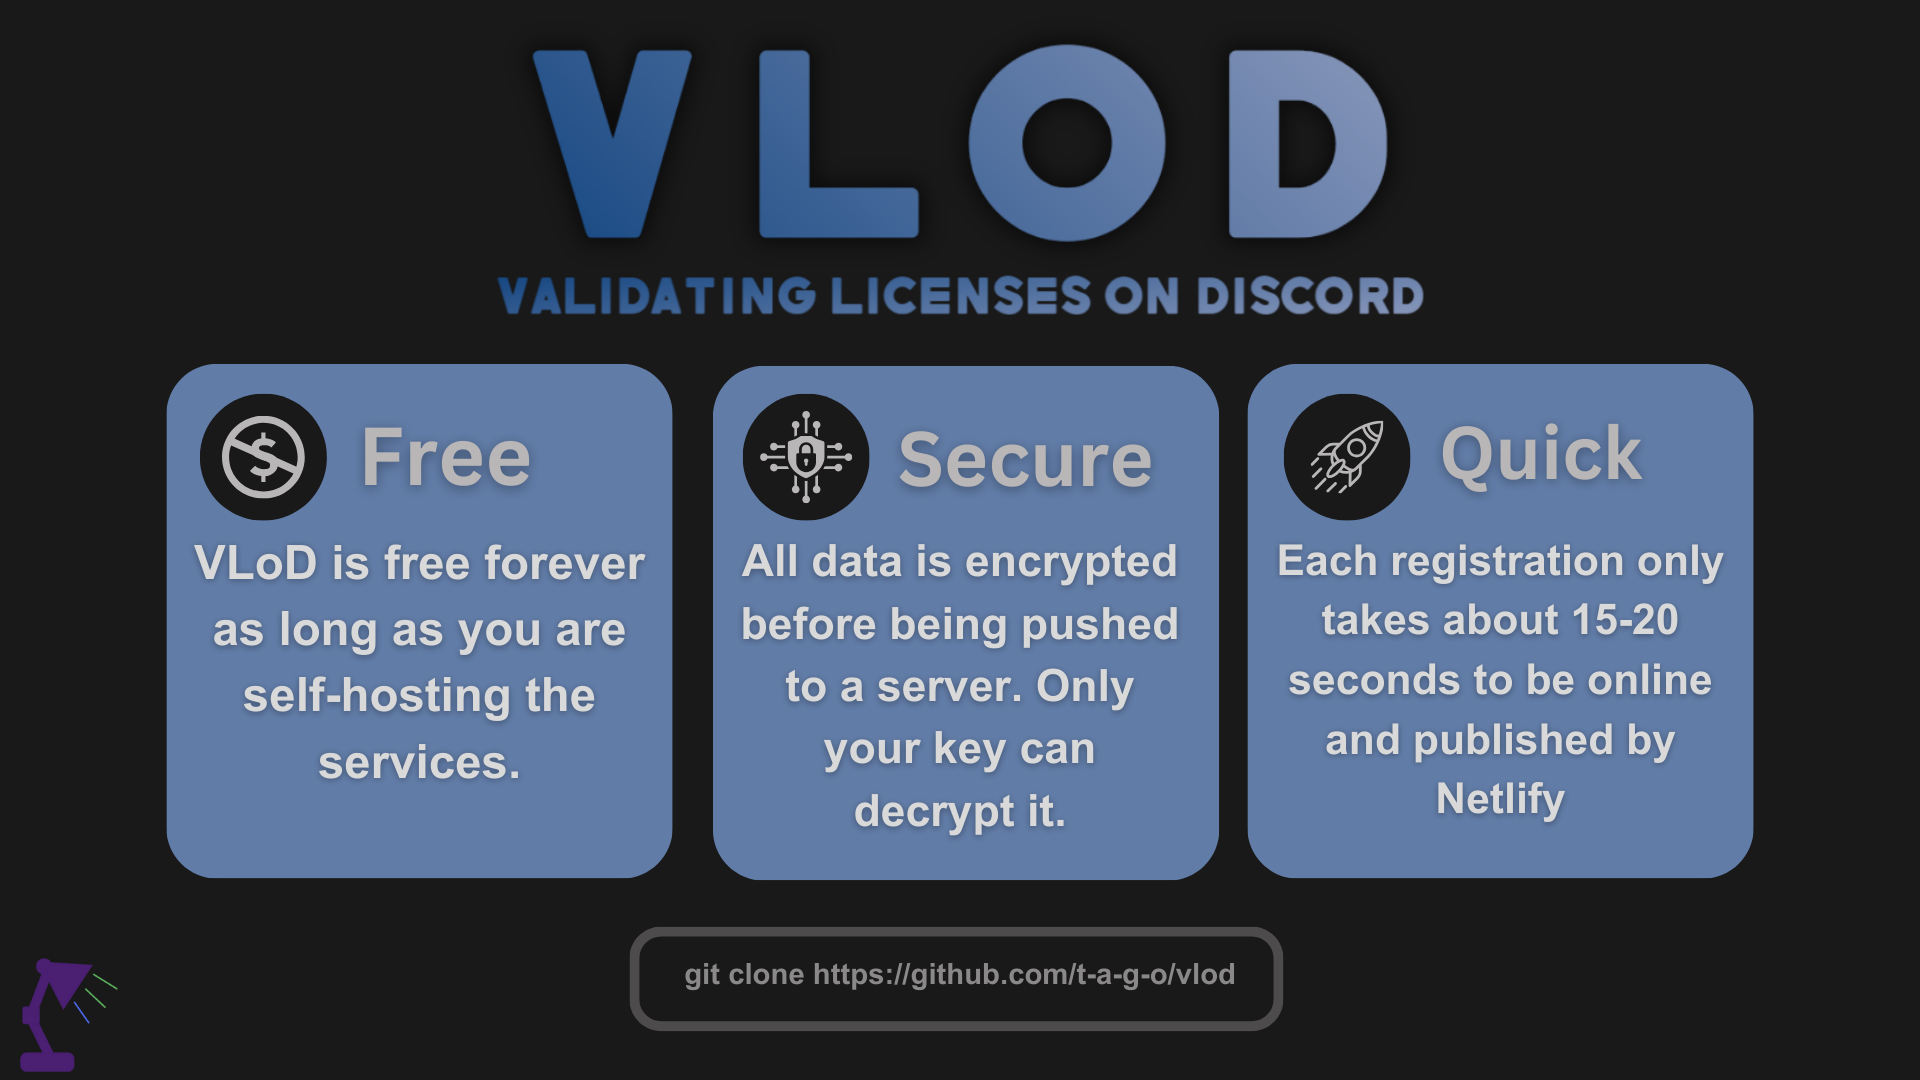 VLOD
VALIDATING LICENSES ON DISCORD
Free
VLoD is free forever
as long as you are
self-hosting the
services.
Secure
All data is encrypted
before being pushed
to a server. Only
your key can
decrypt it.
Quick
Each registration only
takes about 15-20
seconds to be online
and published by
Netlify
git clone https://github.com/t-a-g-o/vlod